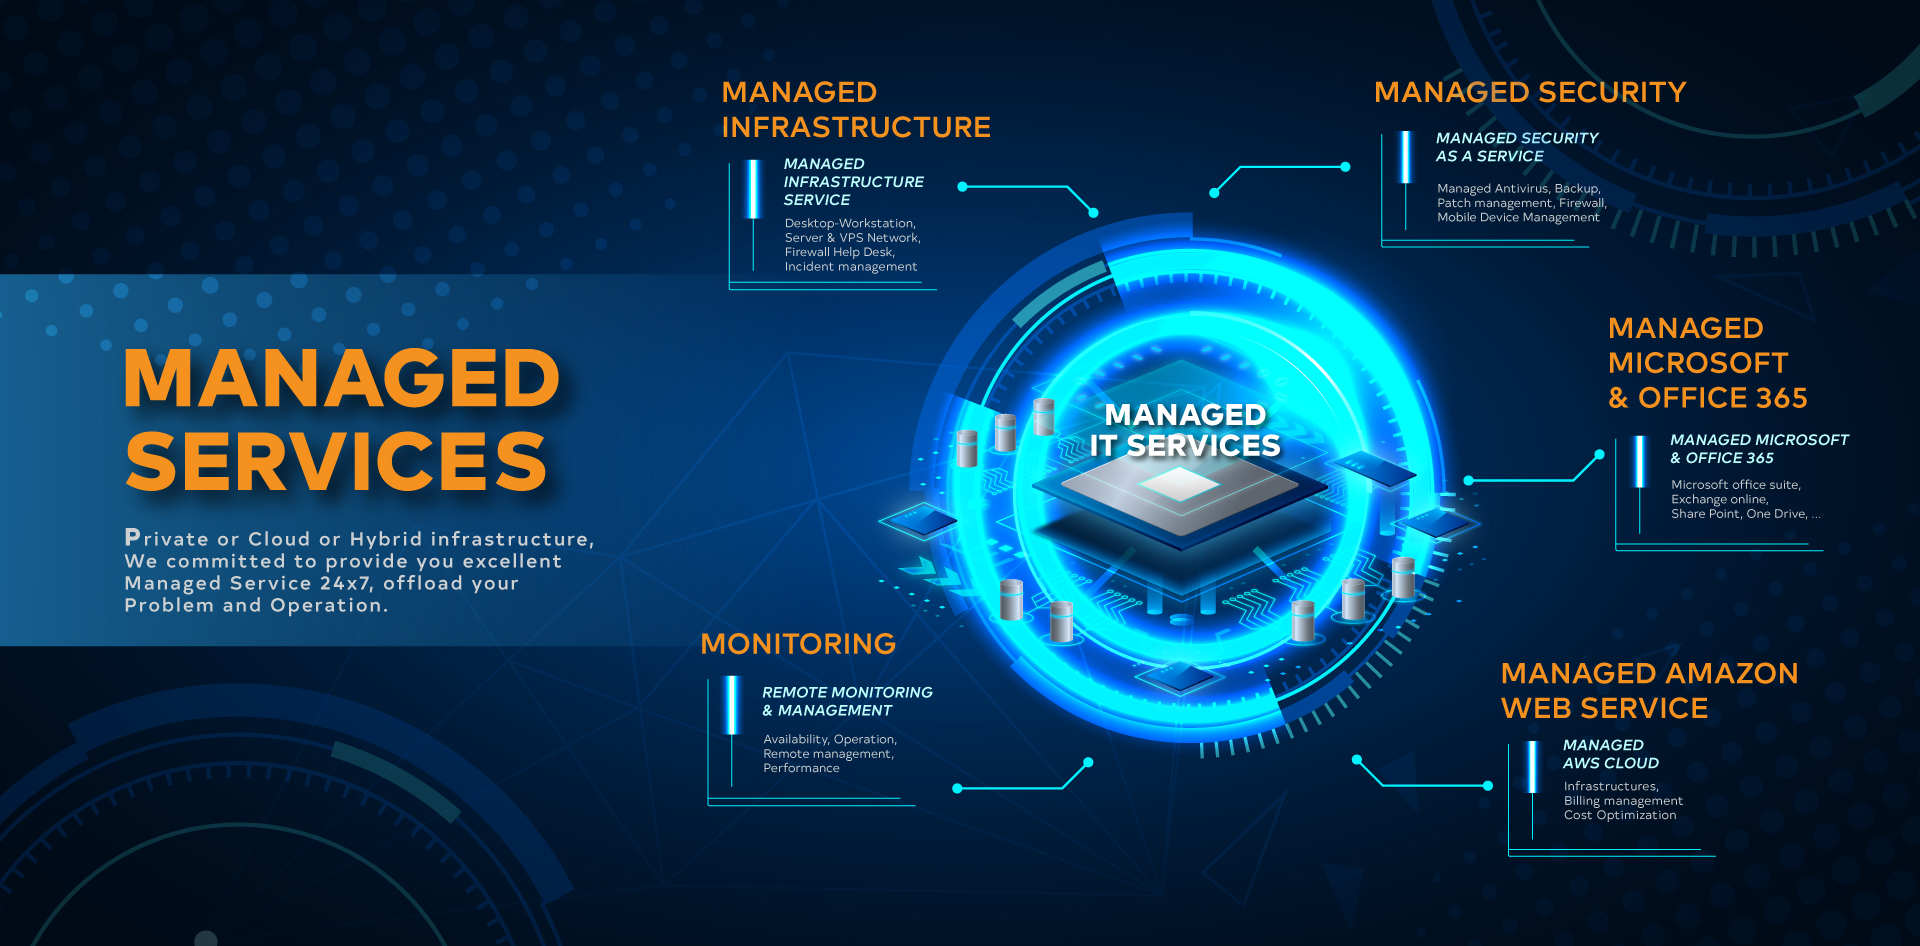 MANAGED
SERVICES
Private or Cloud or Hybrid infrastructure,
We committed to provide you excellent
Managed Service 24x7, offload your
Problem and Operation.
MANAGED
INFRASTRUCTURE
MANAGED
INFRASTRUCTURE
SERVICE
Desktop-Workstation,
Server & VPS Network,
Firewall Help Desk,
Incident management
MANAGED SECURITY
MANAGED SECURITY
AS A SERVICE
Managed Antivirus, Backup,
Patch management, Firewall,
Mobile Device Management
MANAGED
IT SERVICES
MANAGED
MICROSOFT
& OFFICE 365
MANAGED MICROSOFT
& OFFICE 365
Microsoft office suite,
Exchange online,
Share Point, One Drive, ...
MONITORING
REMOTE MONITORING
& MANAGEMENT
Availability, Operation,
Remote management,
Performance
MANAGED AMAZON
WEB SERVICE
MANAGED
AWS CLOUD
Infrastructures,
Billing management
Cost Optimization